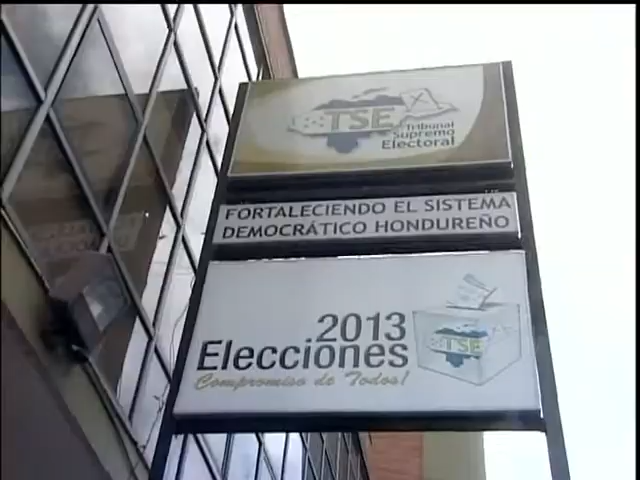 TSE
Tribunal
Supremo
Electoral
FORTALECIENDO EL SISTEMA
DEMOCRÁTICO HONDUREÑO
2013
Elecciones
Compromiso de Todos!
TSE